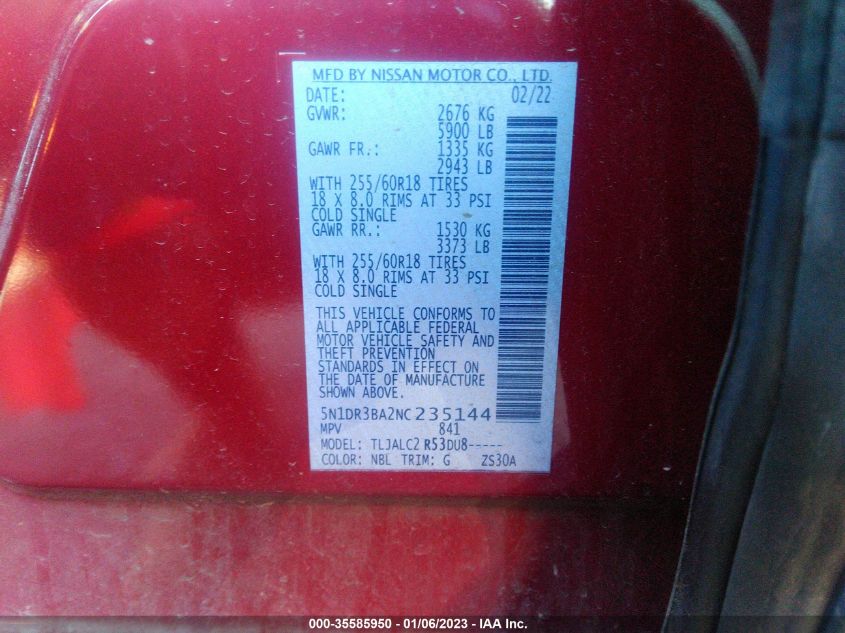 MFD BY NISSAN MOTOR CO., LTD.
DATE: 02/22
GVWR: 2676 KG
5900 LB
GAWR FR.: 1335 KG
2943 LB
WITH 255/60R18 TIRES
18 X 8.0 RIMS AT 33 PSI
COLD SINGLE
GAWR RR.: 1530 KG
3373 LB
WITH 255/60R18 TIRES
18 X 8.0 RIMS AT 33 PSI
COLD SINGLE
THIS VEHICLE CONFORMS TO
ALL APPLICABLE FEDERAL
MOTOR VEHICLE SAFETY AND
THEFT PREVENTION
STANDARDS IN EFFECT ON
THE DATE OF MANUFACTURE
SHOWN ABOVE.
5N1DR3BA2NC235144
MPV 841
MODEL: TLJALC2 R53DU8-----
COLOR: NBL TRIM: G ZS30A
000-35585950 - 01/06/2023 - IAA Inc.